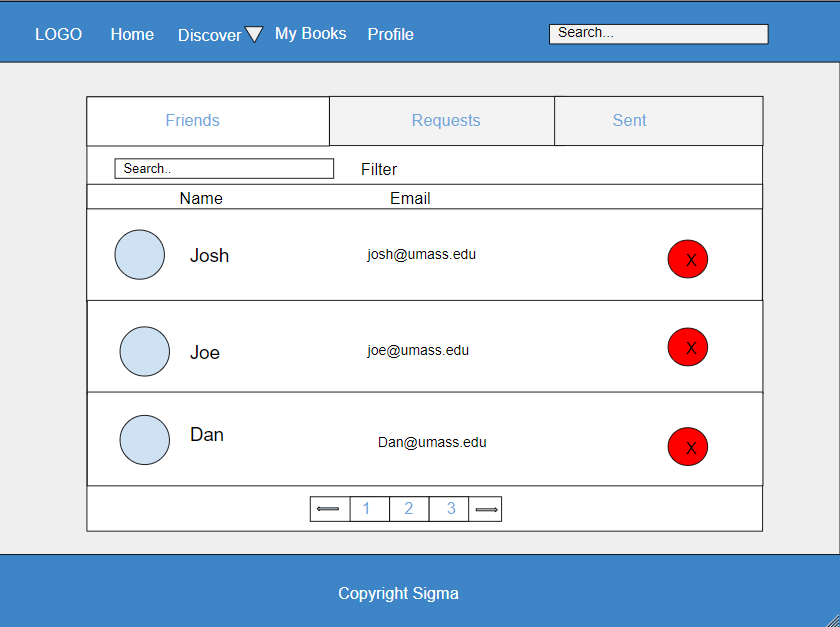 LOGO Home Discover My Books Profile Search...
Friends Requests Sent
Search.. Filter
Name Email
Josh josh@umass.edu X
Joe joe@umass.edu X
Dan Dan@umass.edu X
1 2 3
Copyright Sigma